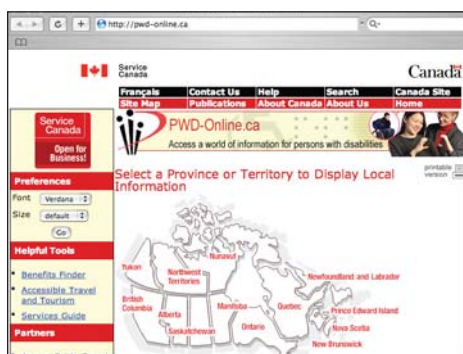 http://pwd-online.ca
Service
Canada
Canada
Français
Contact Us
Help
Search
Canada Site
Site Map
Publications
About Canada
About Us
Home
Service
Canada
Open for
Business!
PWD-Online.ca
Access a world of information for persons with disabilities
Preferences
Font
Verdana
Size
default
Go
Helpful Tools
Benefits Finder
Accessible Travel
and Tourism
Services Guide
Partners
printable
version
Select a Province or Territory to Display Local
Information
Yukon
Northwest
Territories
Nunavut
Newfoundland and Labrador
British
Columbia
Alberta
Saskatchewan
Manitoba
Ontario
Quebec
Prince Edward Island
Nova Scotia
New Brunswick